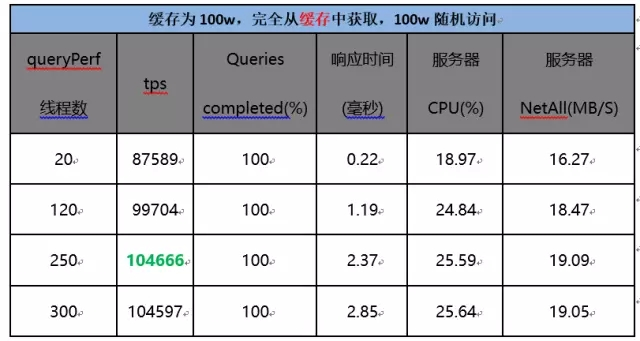 缓存为 100w，完全从缓存中获取，100w 随机访问
queryPerf 线程数 tps Queries completed(%) 响应时间 (毫秒) 服务器 CPU(%) 服务器 NetAll(MB/S)
20 87589 100 0.22 18.97 16.27
120 99704 100 1.19 24.84 18.47
250 104666 100 2.37 25.59 19.09
300 104597 100 2.85 25.64 19.05